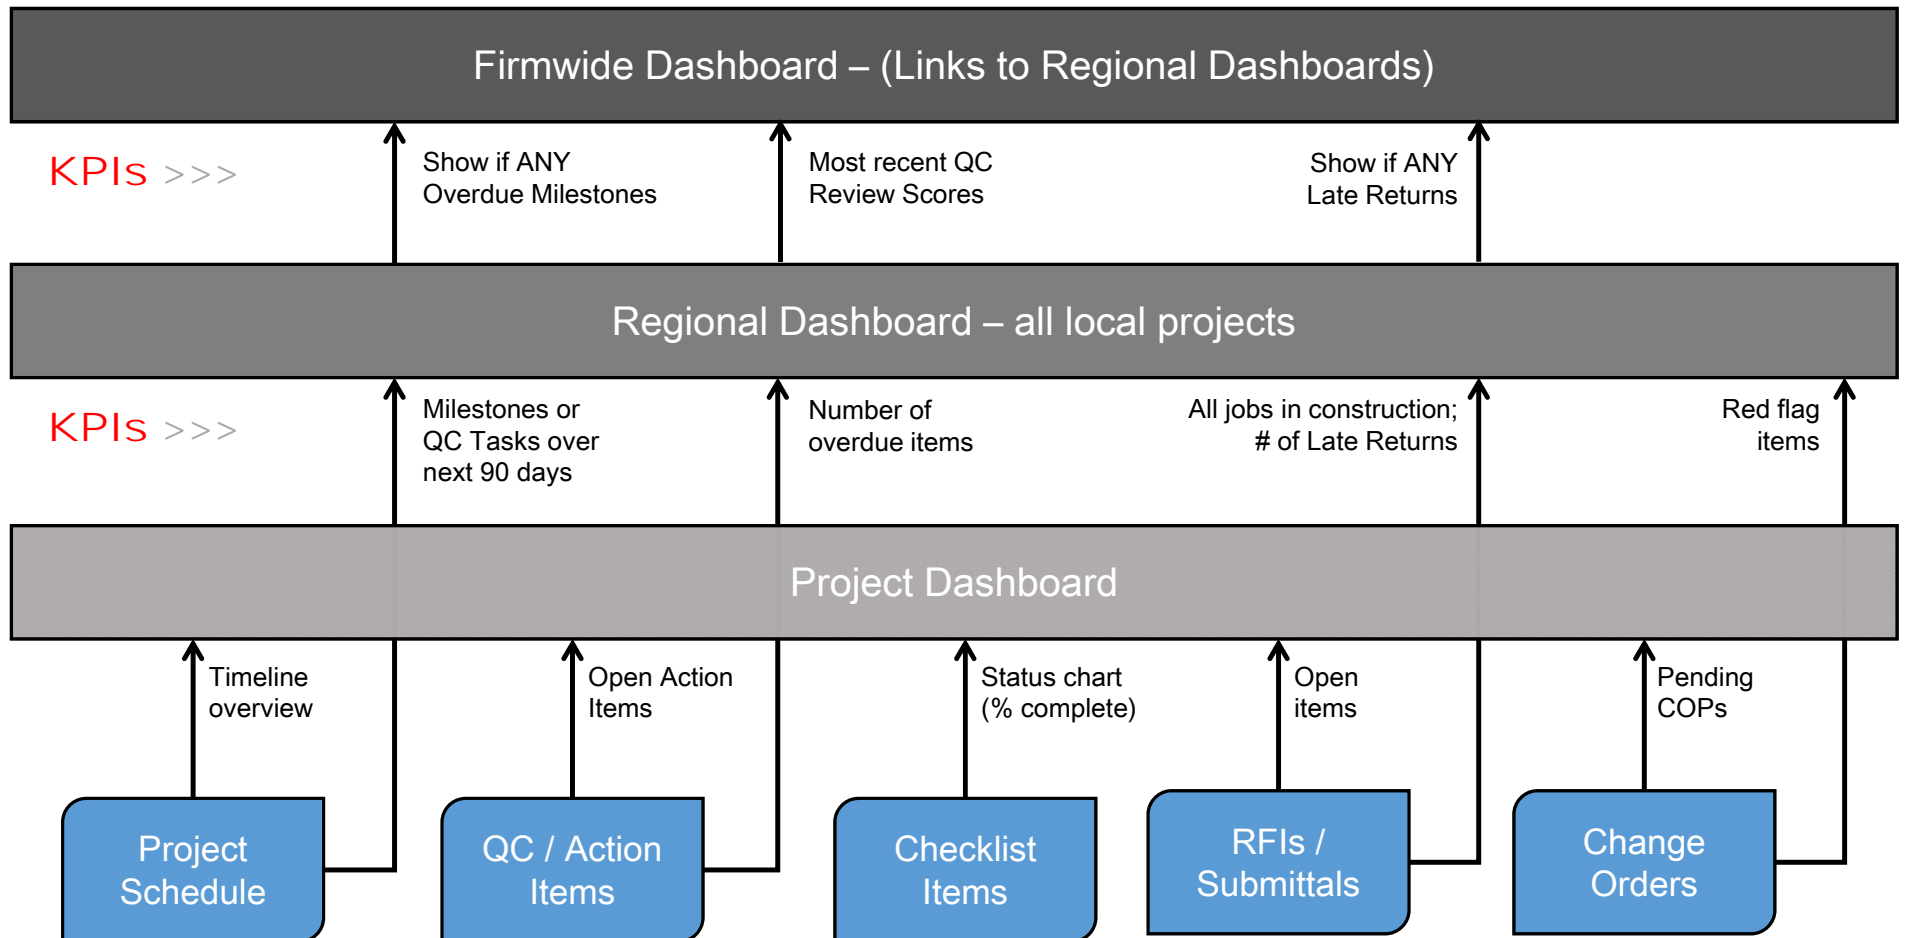 Firmwide Dashboard – (Links to Regional Dashboards)
KPIs >>>
Show if ANY
Overdue Milestones
Most recent QC
Review Scores
Show if ANY
Late Returns
Regional Dashboard – all local projects
KPIs >>>
Milestones or
QC Tasks over
next 90 days
Number of
overdue items
All jobs in construction;
# of Late Returns
Red flag
items
Project Dashboard
Timeline
overview
Open Action
Items
Status chart
(% complete)
Open
items
Pending
COPs
Project
Schedule
QC / Action
Items
Checklist
Items
RFIs /
Submittals
Change
Orders